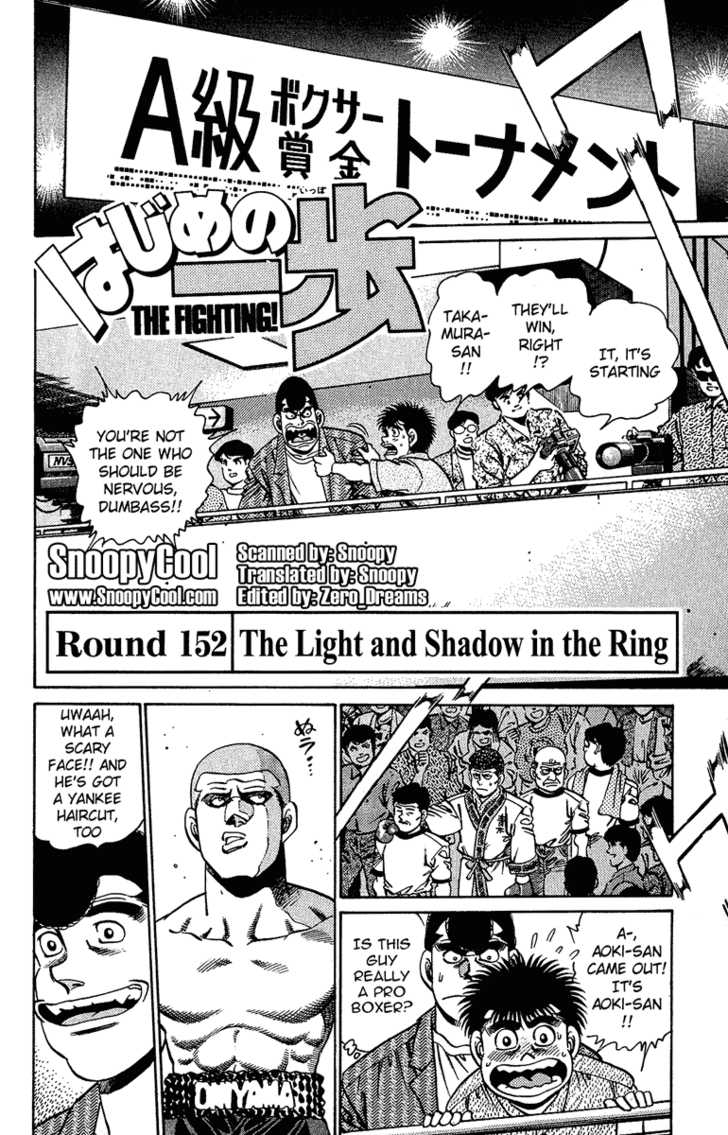 A級ボクサー賞金トーナメント
はじめの一歩
いっぽ
THE FIGHTING!
IT, IT'S
STARTING
THEY'LL
WIN,
RIGHT
!?
TAKA-
MURA-
SAN
!!
YOU'RE NOT
THE ONE WHO
SHOULD BE
NERVOUS,
DUMBASS!!
SnoopyCool
www.SnoopyCool.com
Scanned by: Snoopy
Translated by: Snoopy
Edited by: Zero_Dreams
Round 152
The Light and Shadow in the Ring
UWAAH,
WHAT A
SCARY
FACE!! AND
HE'S GOT
A YANKEE
HAIRCUT,
TOO
ぬうっ…
ONIYAMA
IS THIS
GUY
REALLY
A PRO
BOXER?
A-,
AOKI-SAN
CAME OUT!
IT'S
AOKI-SAN
!!